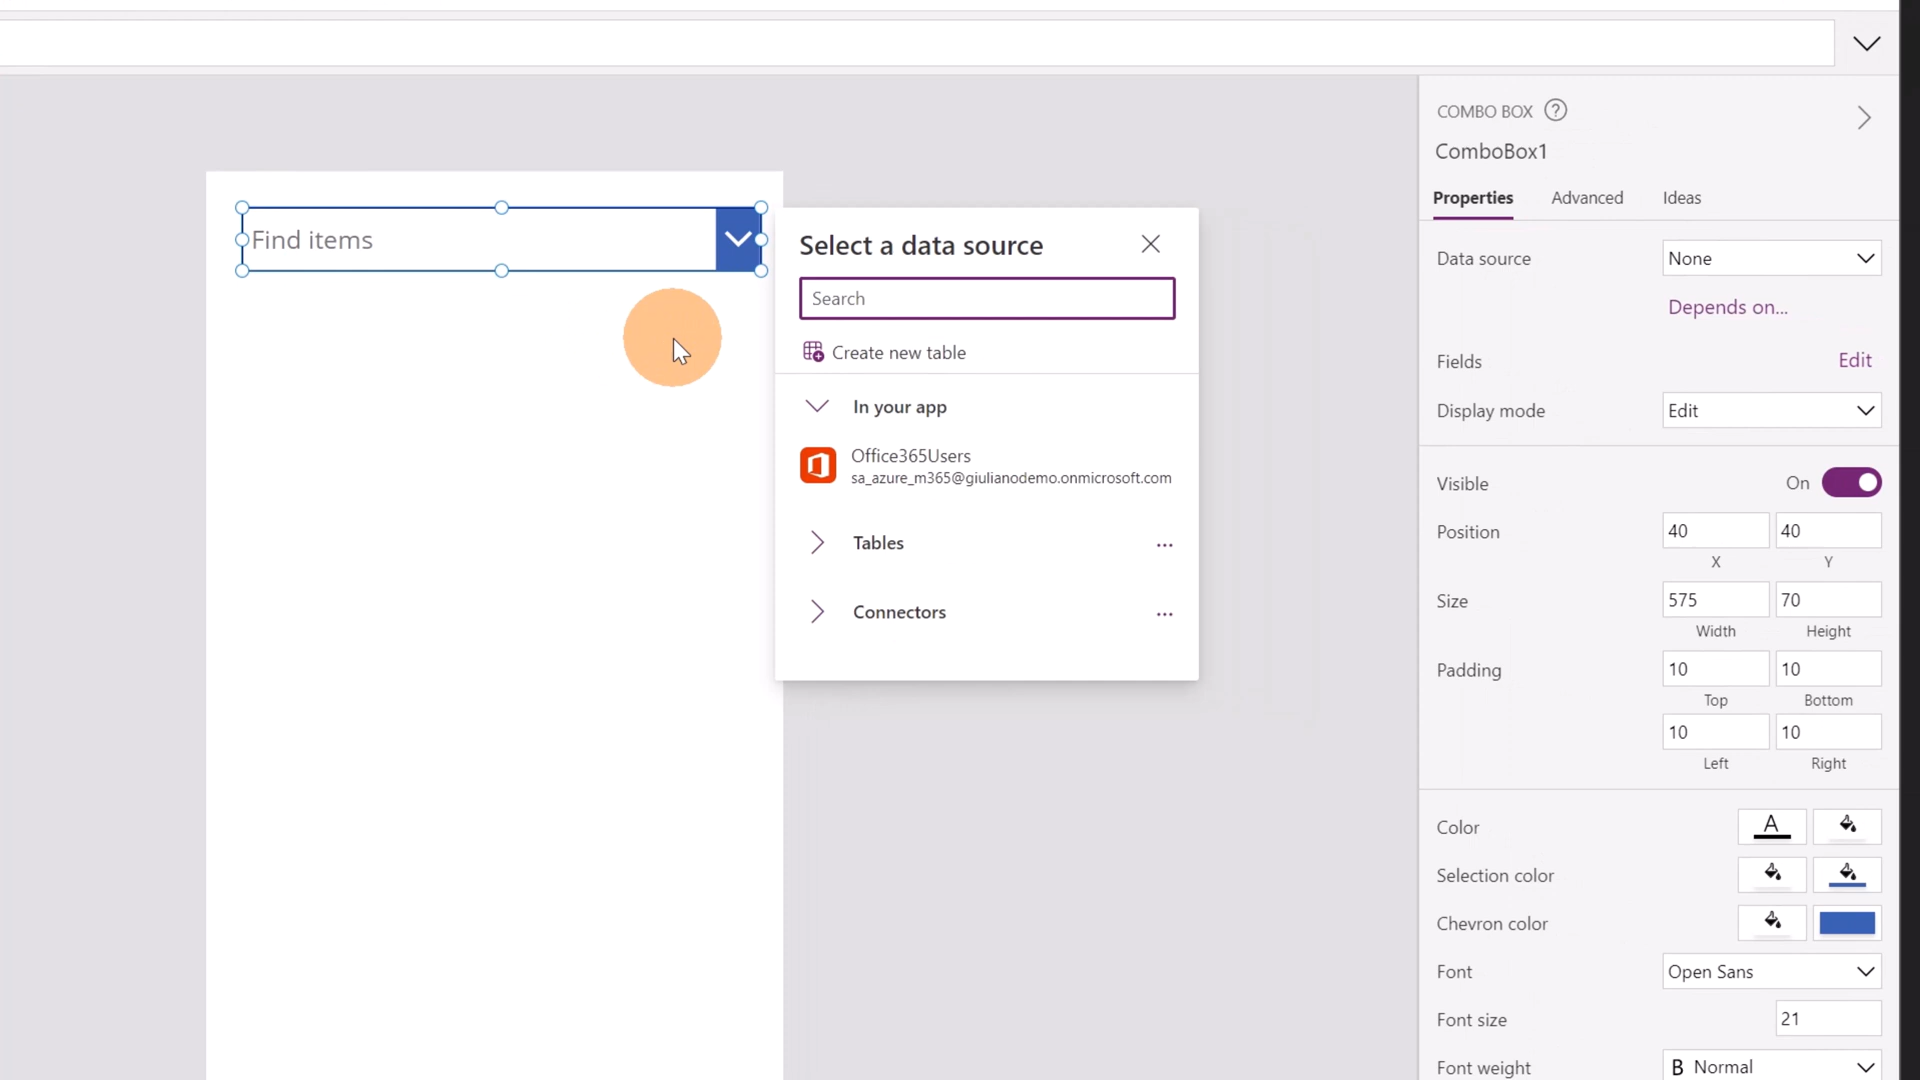 Find items
Select a data source
Search
Create new table
In your app
Office365Users
sa_azure_m365@giulianodemo.onmicrosoft.com
Tables
...
Connectors
...
COMBO BOX ?
ComboBox1
Properties Advanced Ideas
Data source None
Depends on...
Fields Edit
Display mode Edit
Visible On
Position 40 40
X Y
Size 575 70
Width Height
Padding 10 10
Top Bottom
10 10
Left Right
Color A
Selection color
Chevron color
Font Open Sans
Font size 21
Font weight B Normal